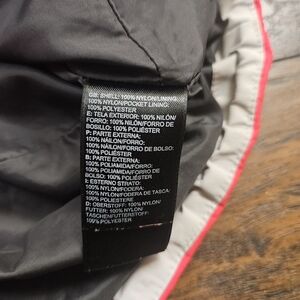 GB: SHELL: 100% NYLON/LINING:
100% NYLON/POCKET LINING:
100% POLYESTER
E: TELA EXTERIOR: 100% NILÓN/
FORRO: 100% NILÓN/FORRO DE
BOLSILLO: 100% POLIÉSTER
P: PARTE EXTERNA:
100% NÁILON/FORRO:
100% NÁILON/FORRO DE BOLSO:
100% POLIÉSTER
B: PARTE EXTERNA:
100% POLIAMIDA/FORRO:
100% POLIAMIDA/FORRO DE
BOLSO: 100% POLIÉSTER
I: ESTERNO STRATO:
100% NYLON/FODERA:
100% NYLON/FODERA DE TASCA:
100% POLIESTERE
D: OBERSTOFF: 100% NYLON/
FUTTER: 100% NYLON/
TASCHENFUTTERSTOFF:
100% POLYESTER